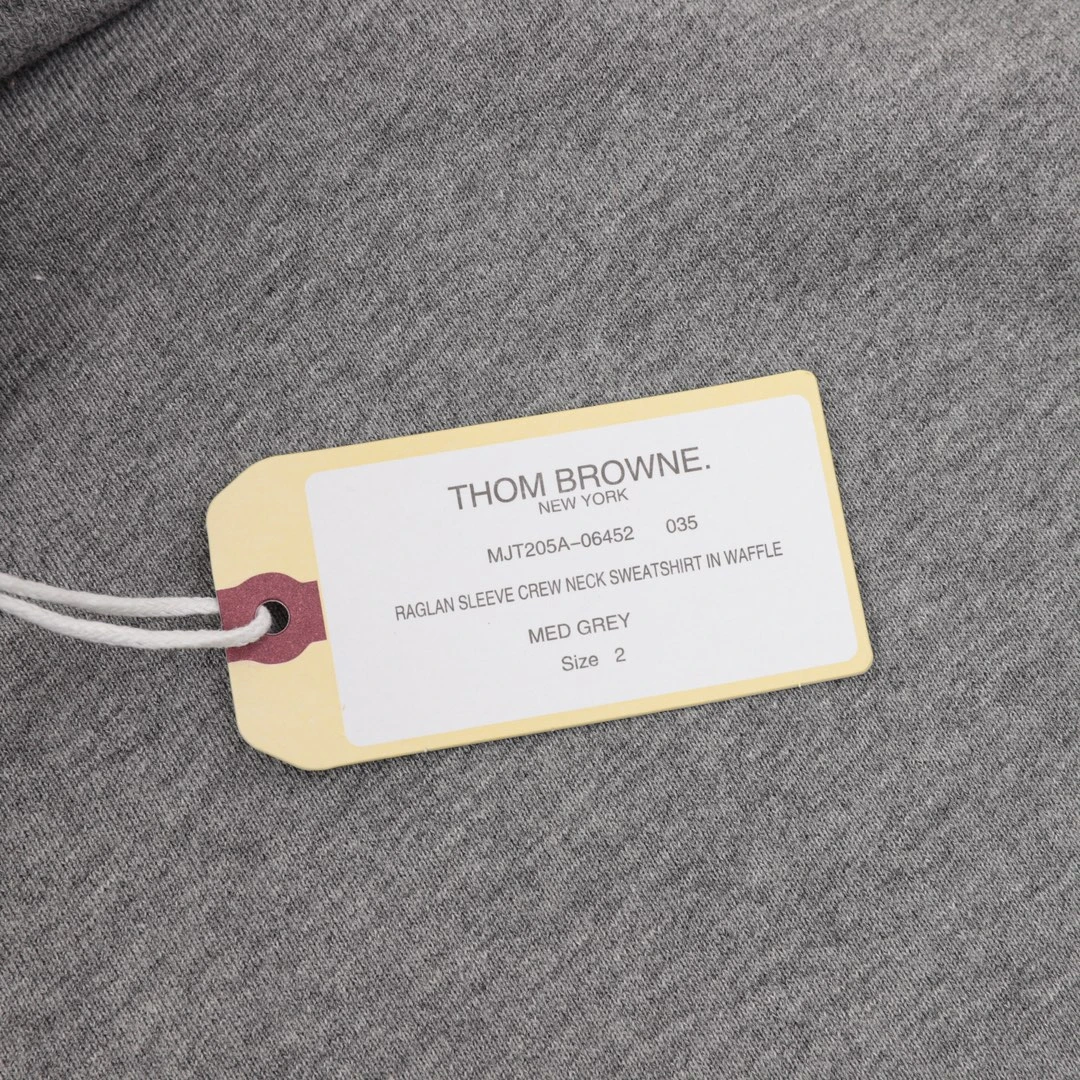 THOM BROWNE.
NEW YORK
MJT205A-06452 035
RAGLAN SLEEVE CREW NECK SWEATSHIRT IN WAFFLE
MED GREY
Size 2